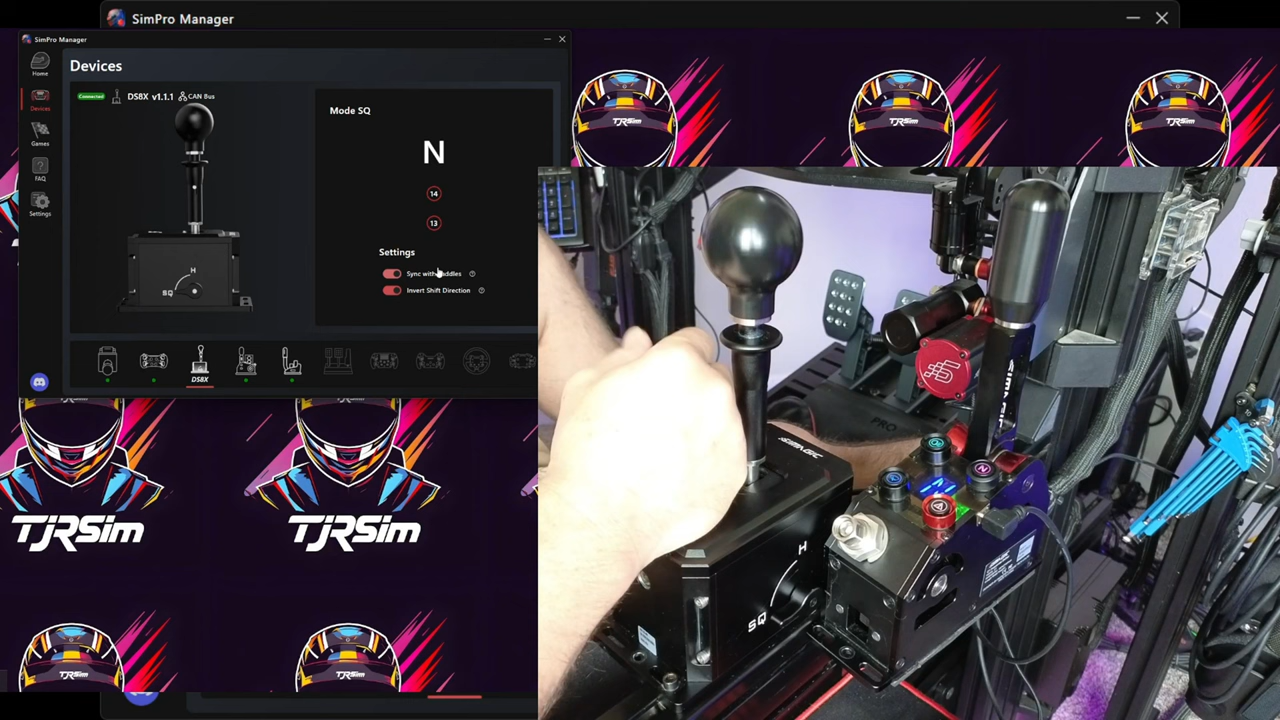 SimPro Manager
SimPro Manager
Home
Devices
Games
FAQ
Settings
Devices
Connected
DS8X v1.1.1
CAN Bus
H
SQ
Mode SQ
N
14
13
Settings
Sync with
Invert Shift Direction
DS8X
TJRSim
TJRSim
TJRSim
TJRSim
TJRSim
TJRSim
TJRSim
SIMAGIC
H
SQ
PRO
N